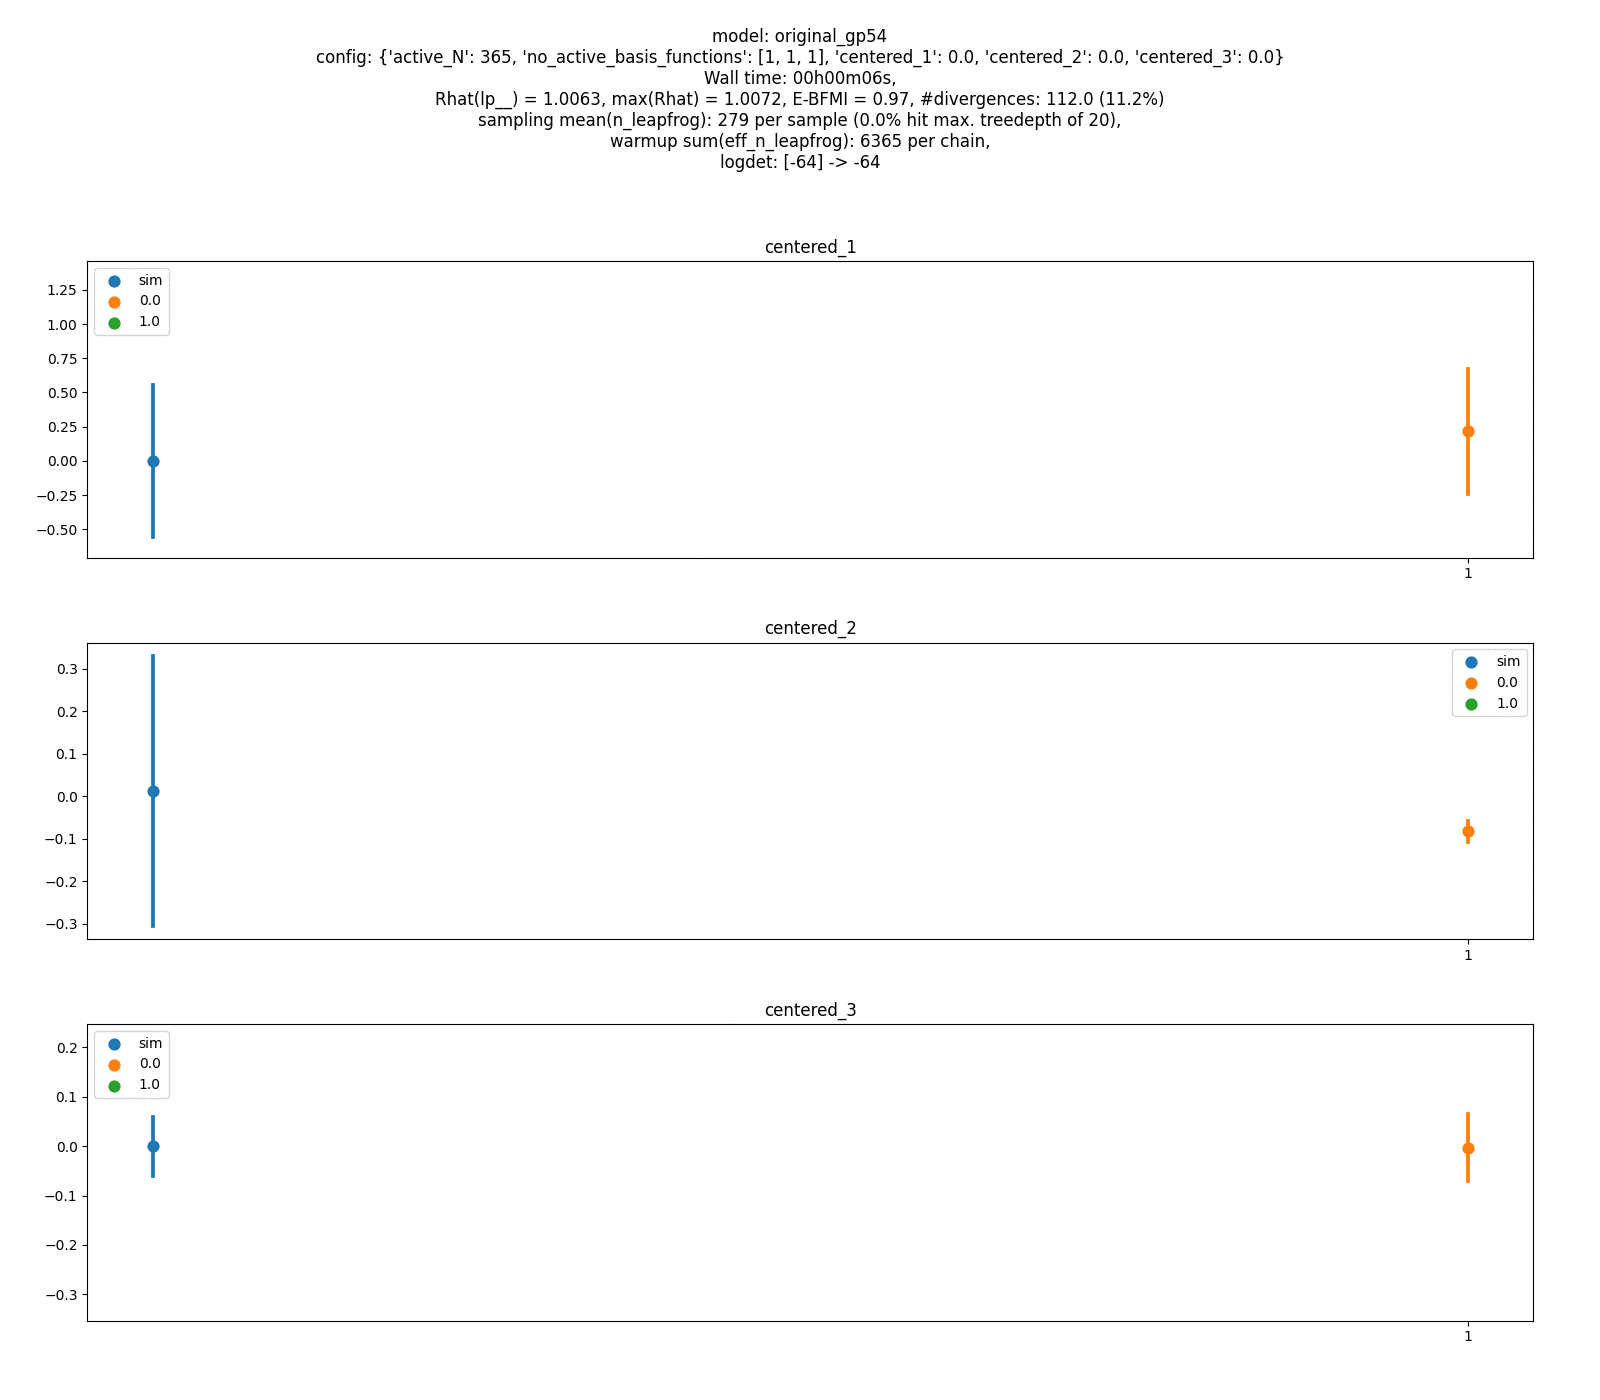 model: original_gp54
config: {'active_N': 365, 'no_active_basis_functions': [1, 1, 1], 'centered_1': 0.0, 'centered_2': 0.0, 'centered_3': 0.0}
Wall time: 00h00m06s,
Rhat(lp__) = 1.0063, max(Rhat) = 1.0072, E-BFMI = 0.97, #divergences: 112.0 (11.2%)
sampling mean(n_leapfrog): 279 per sample (0.0% hit max. treedepth of 20),
warmup sum(eff_n_leapfrog): 6365 per chain,
logdet: [-64] -> -64
centered_1
sim
0.0
1.0
1.25
1.00
0.75
0.50
0.25
0.00
−0.25
−0.50
1
centered_2
sim
0.0
1.0
0.3
0.2
0.1
0.0
−0.1
−0.2
−0.3
1
centered_3
sim
0.0
1.0
0.2
0.1
0.0
−0.1
−0.2
−0.3
1